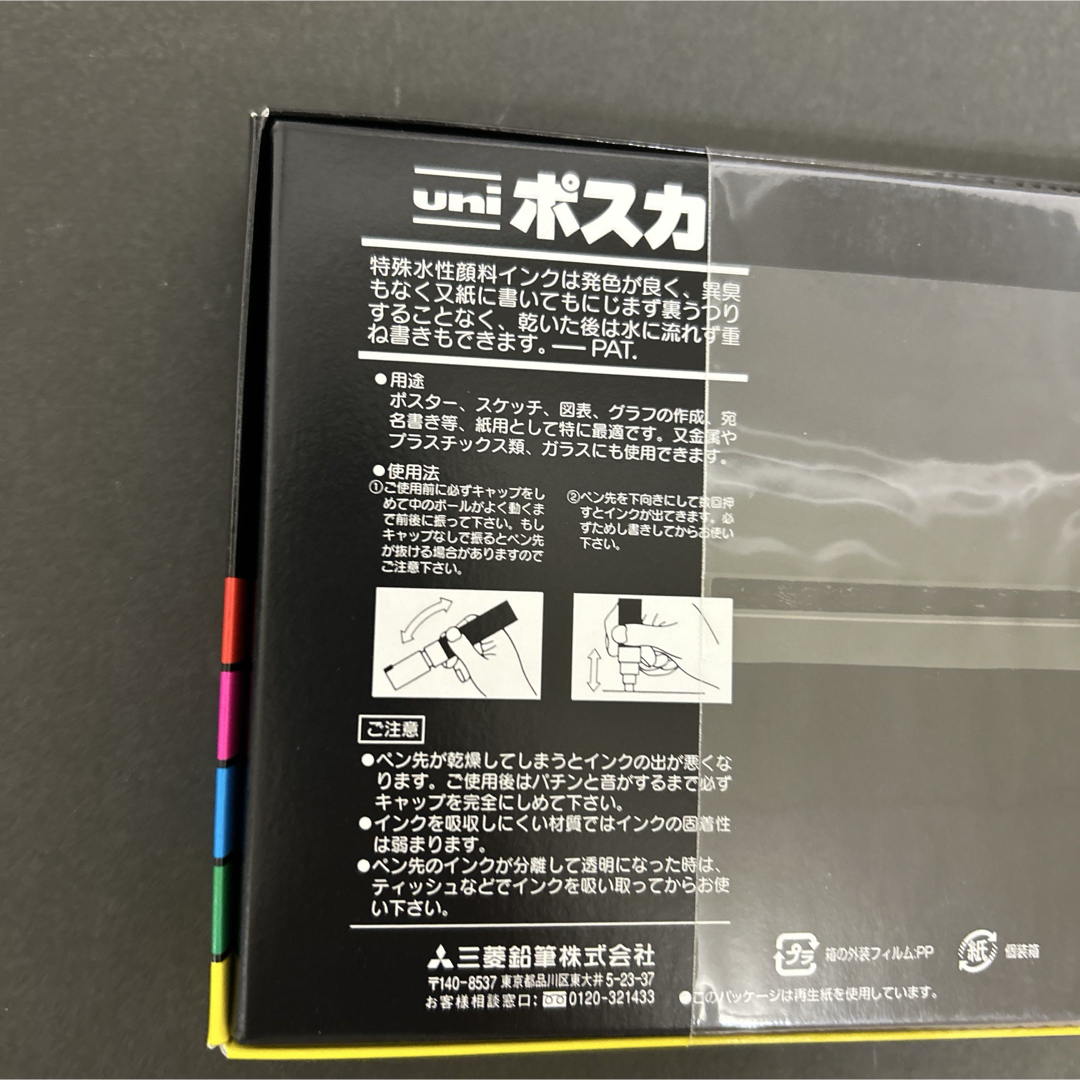 uni ポスカ
特殊水性顔料インクは発色が良く、異臭
もなく又紙に書いてもにじまず裏うつり
することなく、乾いた後は水に流れず重
ね書きもできます。—PAT.
●用途
ポスター、スケッチ、図表、グラフの作成、宛
名書き等、紙用として特に最適です。又金属や
プラスチックス類、ガラスにも使用できます。
●使用法
①ご使用前に必ずキャップをし
めて中のボールがよく動くま
で前後に振って下さい。もし
キャップなしで振るとペン先
が抜ける場合がありますので
ご注意下さい。
②ペン先を下向きにして数回押
すとインクが出てきます。必
ずためし書きしてからお使い
下さい。
ご注意
●ペン先が乾燥してしまうとインクの出が悪くな
ります。ご使用後はパチンと音がするまで必ず
キャップを完全にしめて下さい。
●インクを吸収しにくい材質ではインクの固着性
は弱まります。
●ペン先のインクが分離して透明になった時は、
ティッシュなどでインクを吸い取ってからお使
い下さい。
三菱鉛筆株式会社
〒140-8537 東京都品川区東大井5-23-37
お客様相談窓口:0120-321433
プラ 箱の外装フィルム:PP
紙 個装箱
●このパッケージは再生紙を使用しています。